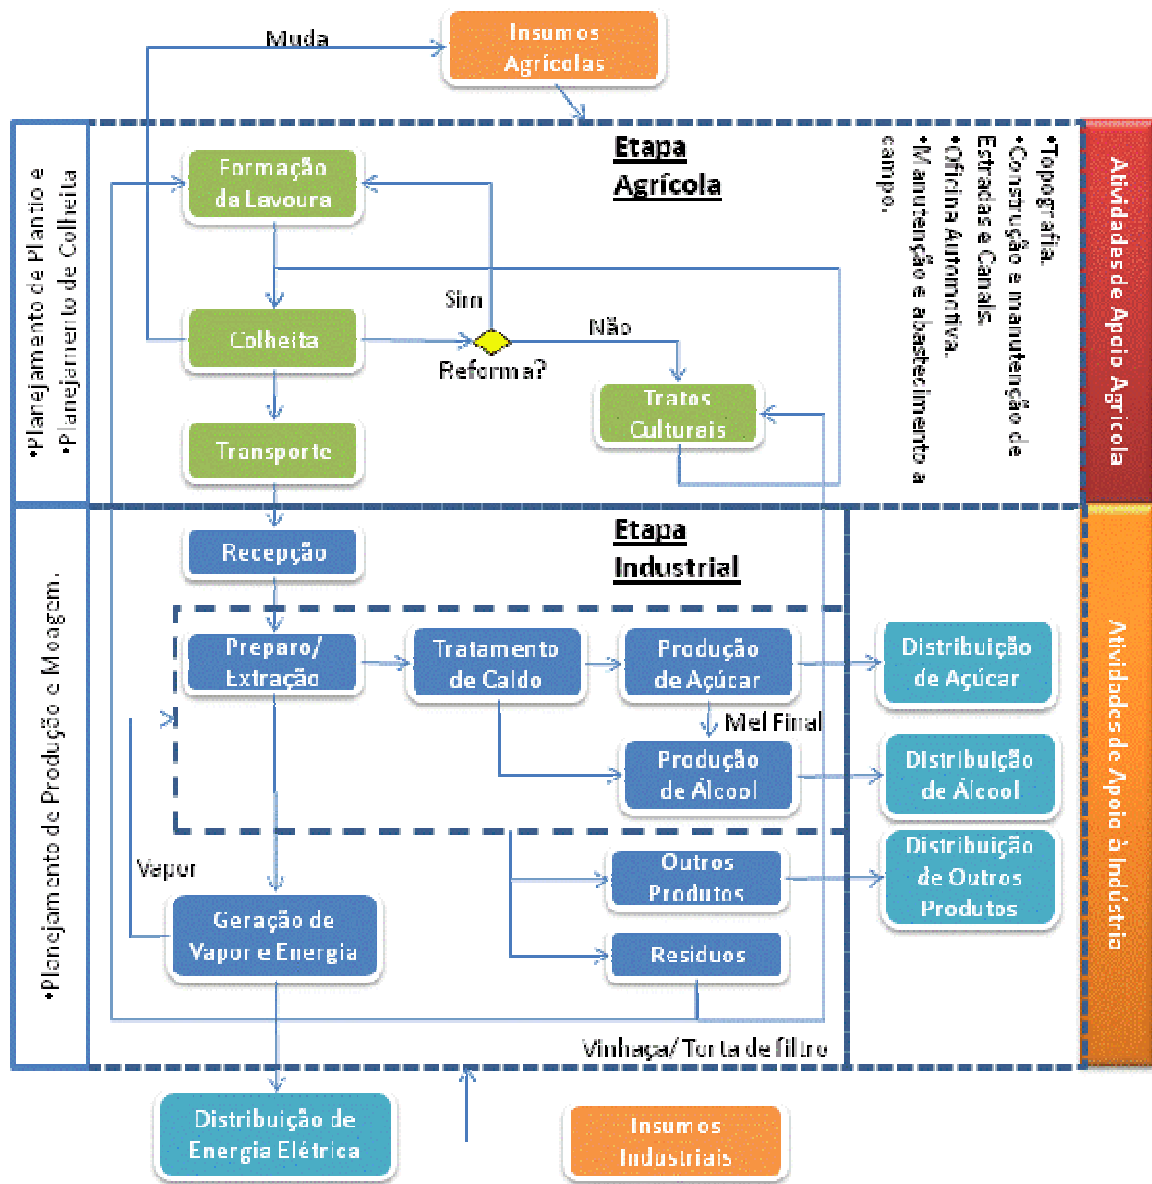 Muda
Insumos
Agrícolas
•Planejamento de Plantio e
•Planejamento de Colheita
Formação
da Lavoura
Etapa
Agrícola
•Topografia.
•Construção e manutenção de
Estradas e Canais.
•Oficina Automotiva.
•Manutenção e abastecimento a
campo.
Atividades de Apoio Agrícola
Sim
Não
Colheita
Reforma?
Tratos
Culturais
Transporte
•Planejamento de Produção e Moagem.
Recepção
Etapa
Industrial
Atividades de Apoio à Indústria
Preparo/
Extração
Tratamento
de Caldo
Produção
de Açúcar
Distribuição
de Açúcar
Mel Final
Produção
de Álcool
Distribuição
de Álcool
Vapor
Outros
Produtos
Distribuição
de Outros
Produtos
Geração de
Vapor e Energia
Resíduos
Vinhaça/ Torta de filtro
Distribuição de
Energia Elétrica
Insumos
Industriais